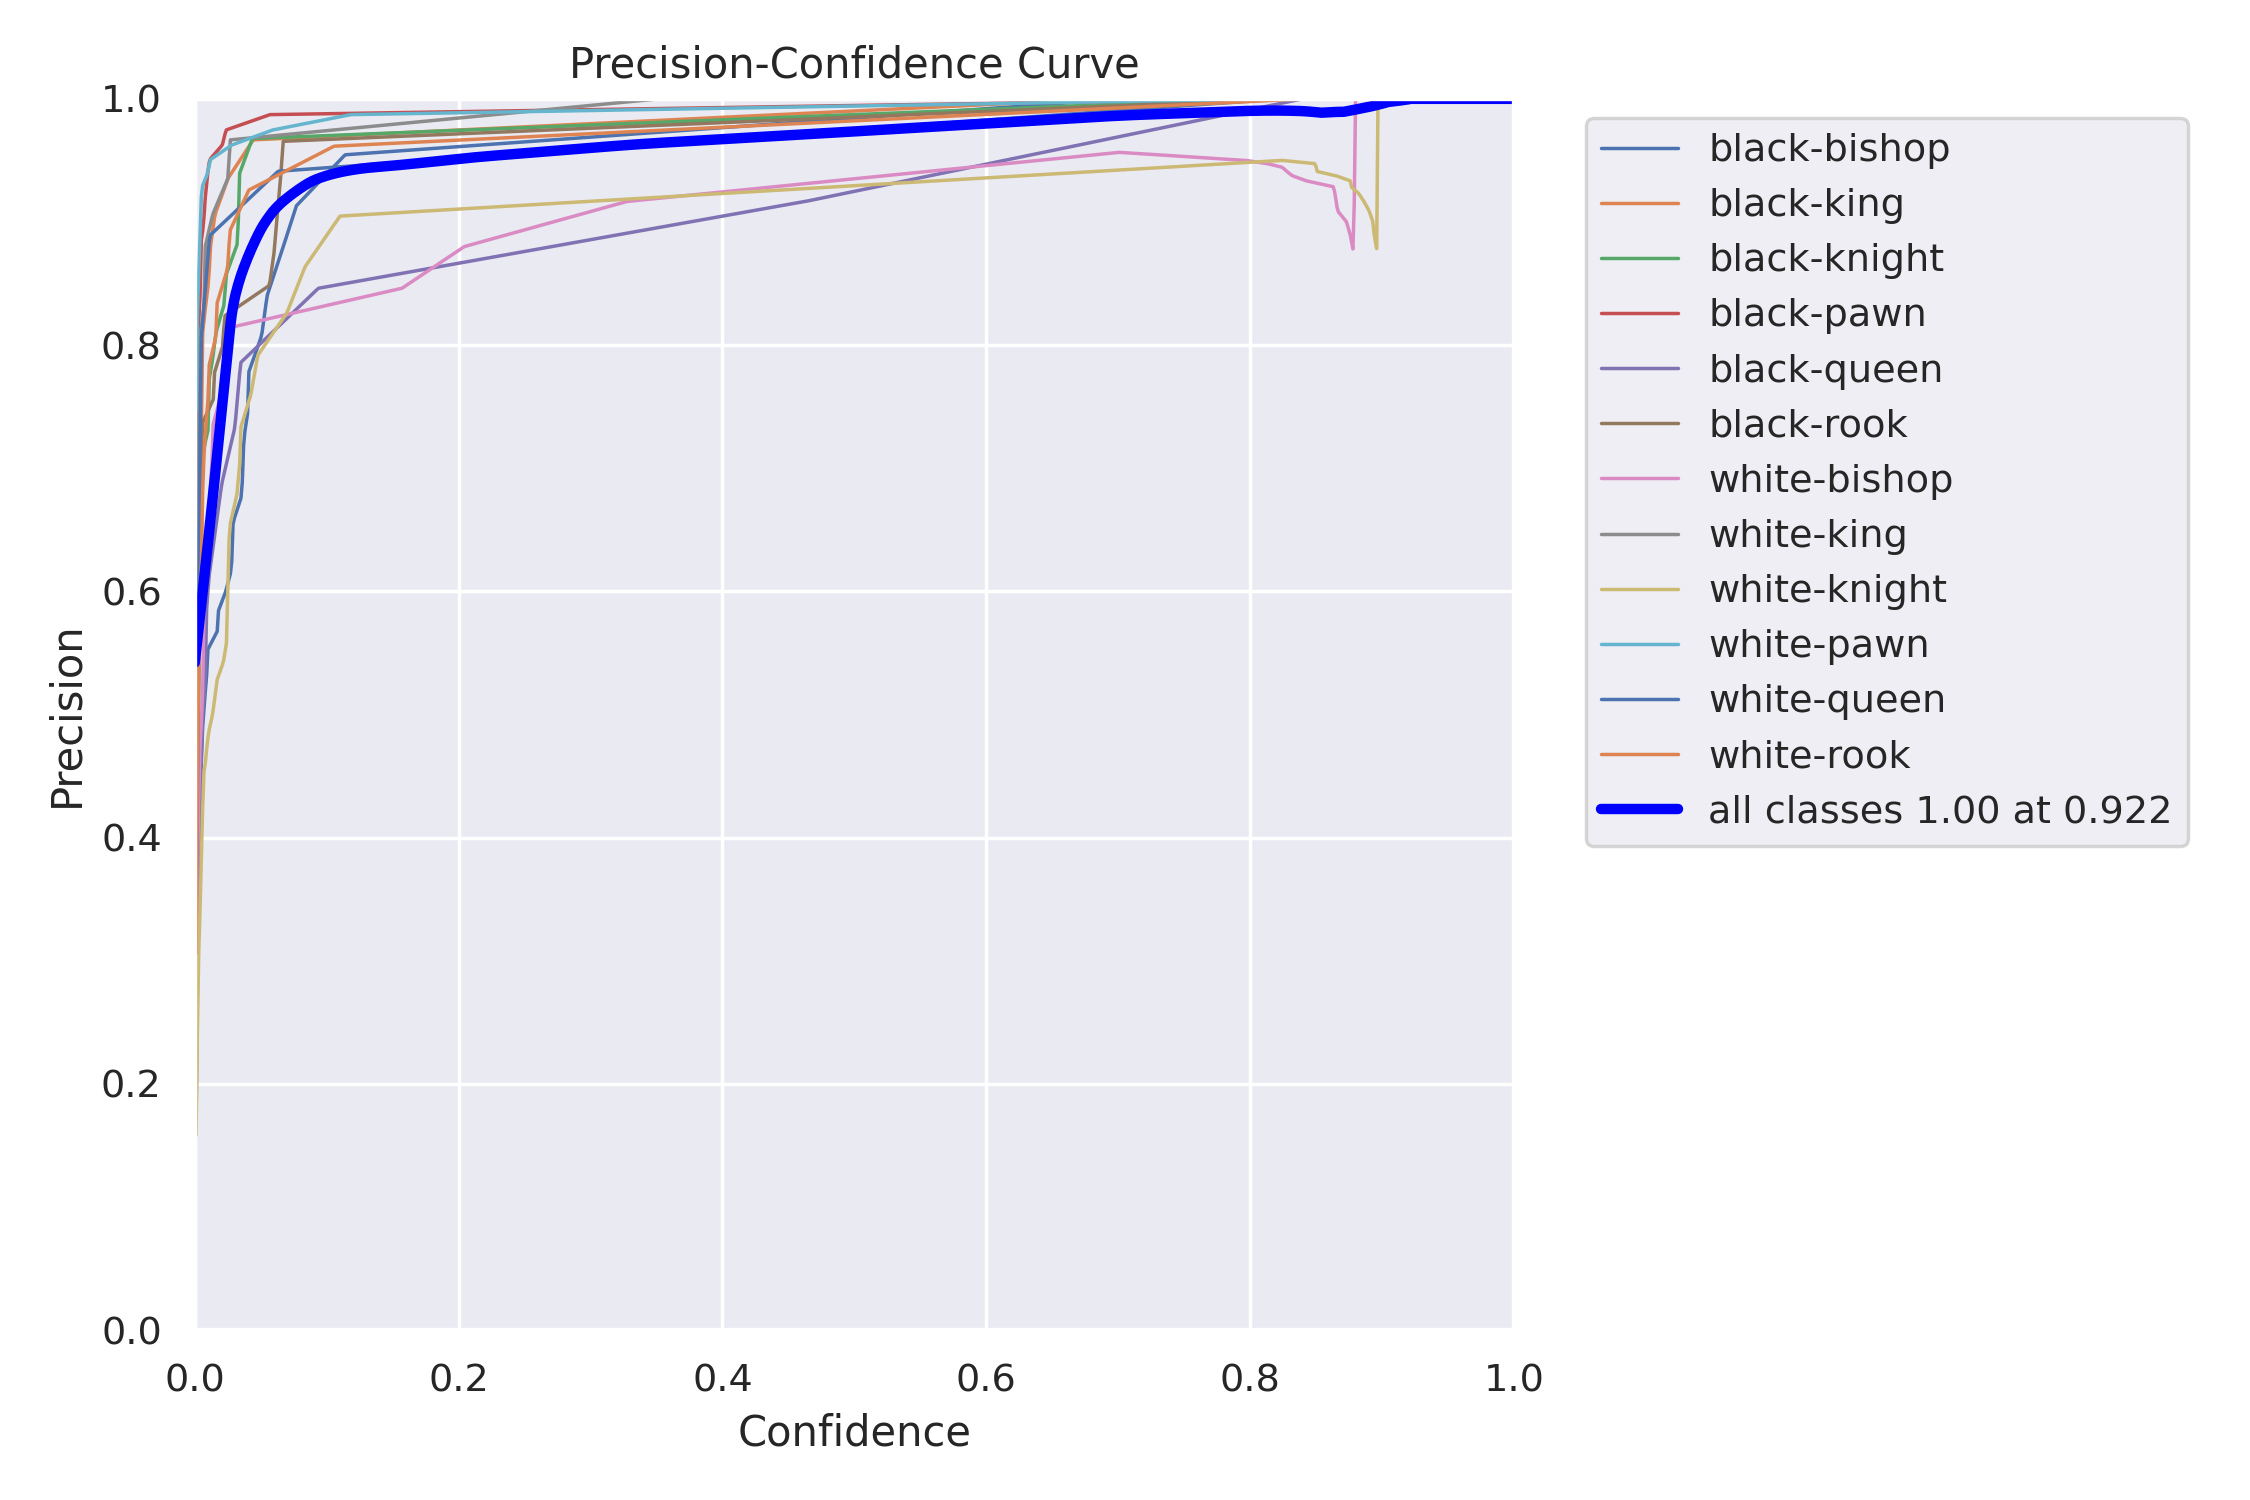 Precision-Confidence Curve
1.0
0.8
0.6
0.4
0.2
0.0
Precision
0.0 0.2 0.4 0.6 0.8 1.0
Confidence
black-bishop
black-king
black-knight
black-pawn
black-queen
black-rook
white-bishop
white-king
white-knight
white-pawn
white-queen
white-rook
all classes 1.00 at 0.922